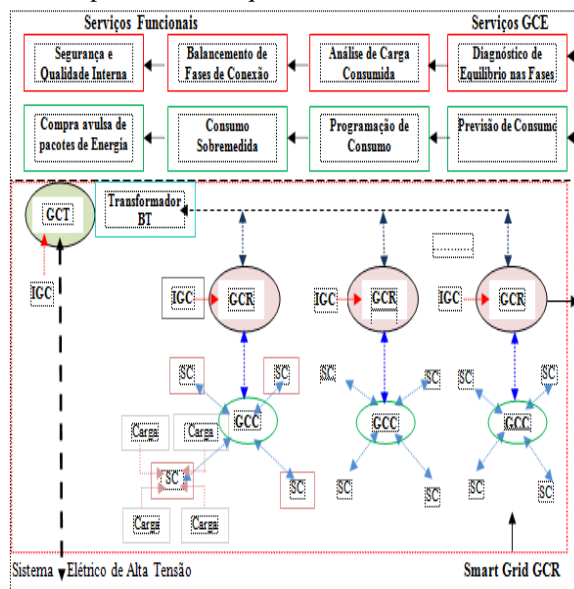 Serviços Funcionais Serviços GCE
Segurança e Qualidade Interna
Balancemento de Fases de Conexão
Análise de Carga Consumida
Diagnóstico de Equilibrio nas Fases
Compra avulsa de pacotes de Energia
Consumo Sobremedida
Programação de Consumo
Previsão de Consumo
GCT
Transformador BT
IGC
IGC GCR
IGC GCR
IGC GCR
SC SC SC SC SC SC
GCC GCC GCC
Carga Carga
SC SC SC SC SC SC
Carga Carga
Sistema Elétrico de Alta Tensão Smart Grid GCR